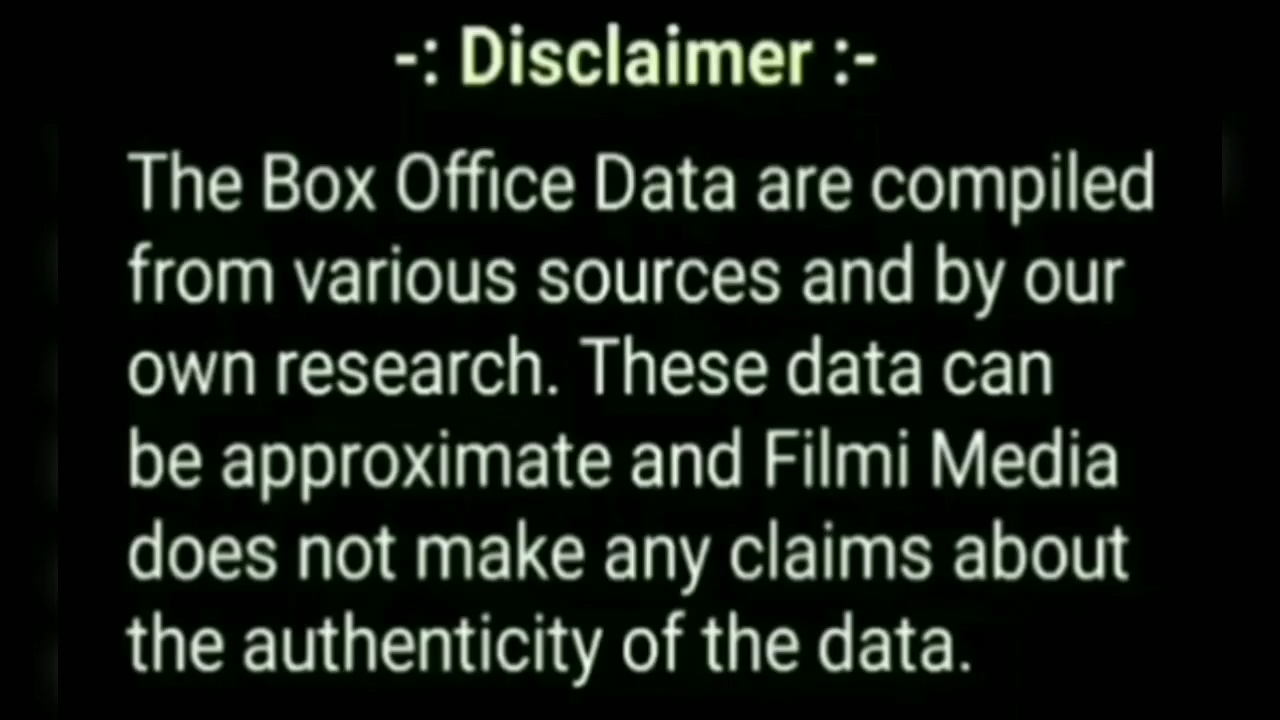 -: Disclaimer :-
The Box Office Data are compiled
from various sources and by our
own research. These data can
be approximate and Filmi Media
does not make any claims about
the authenticity of the data.